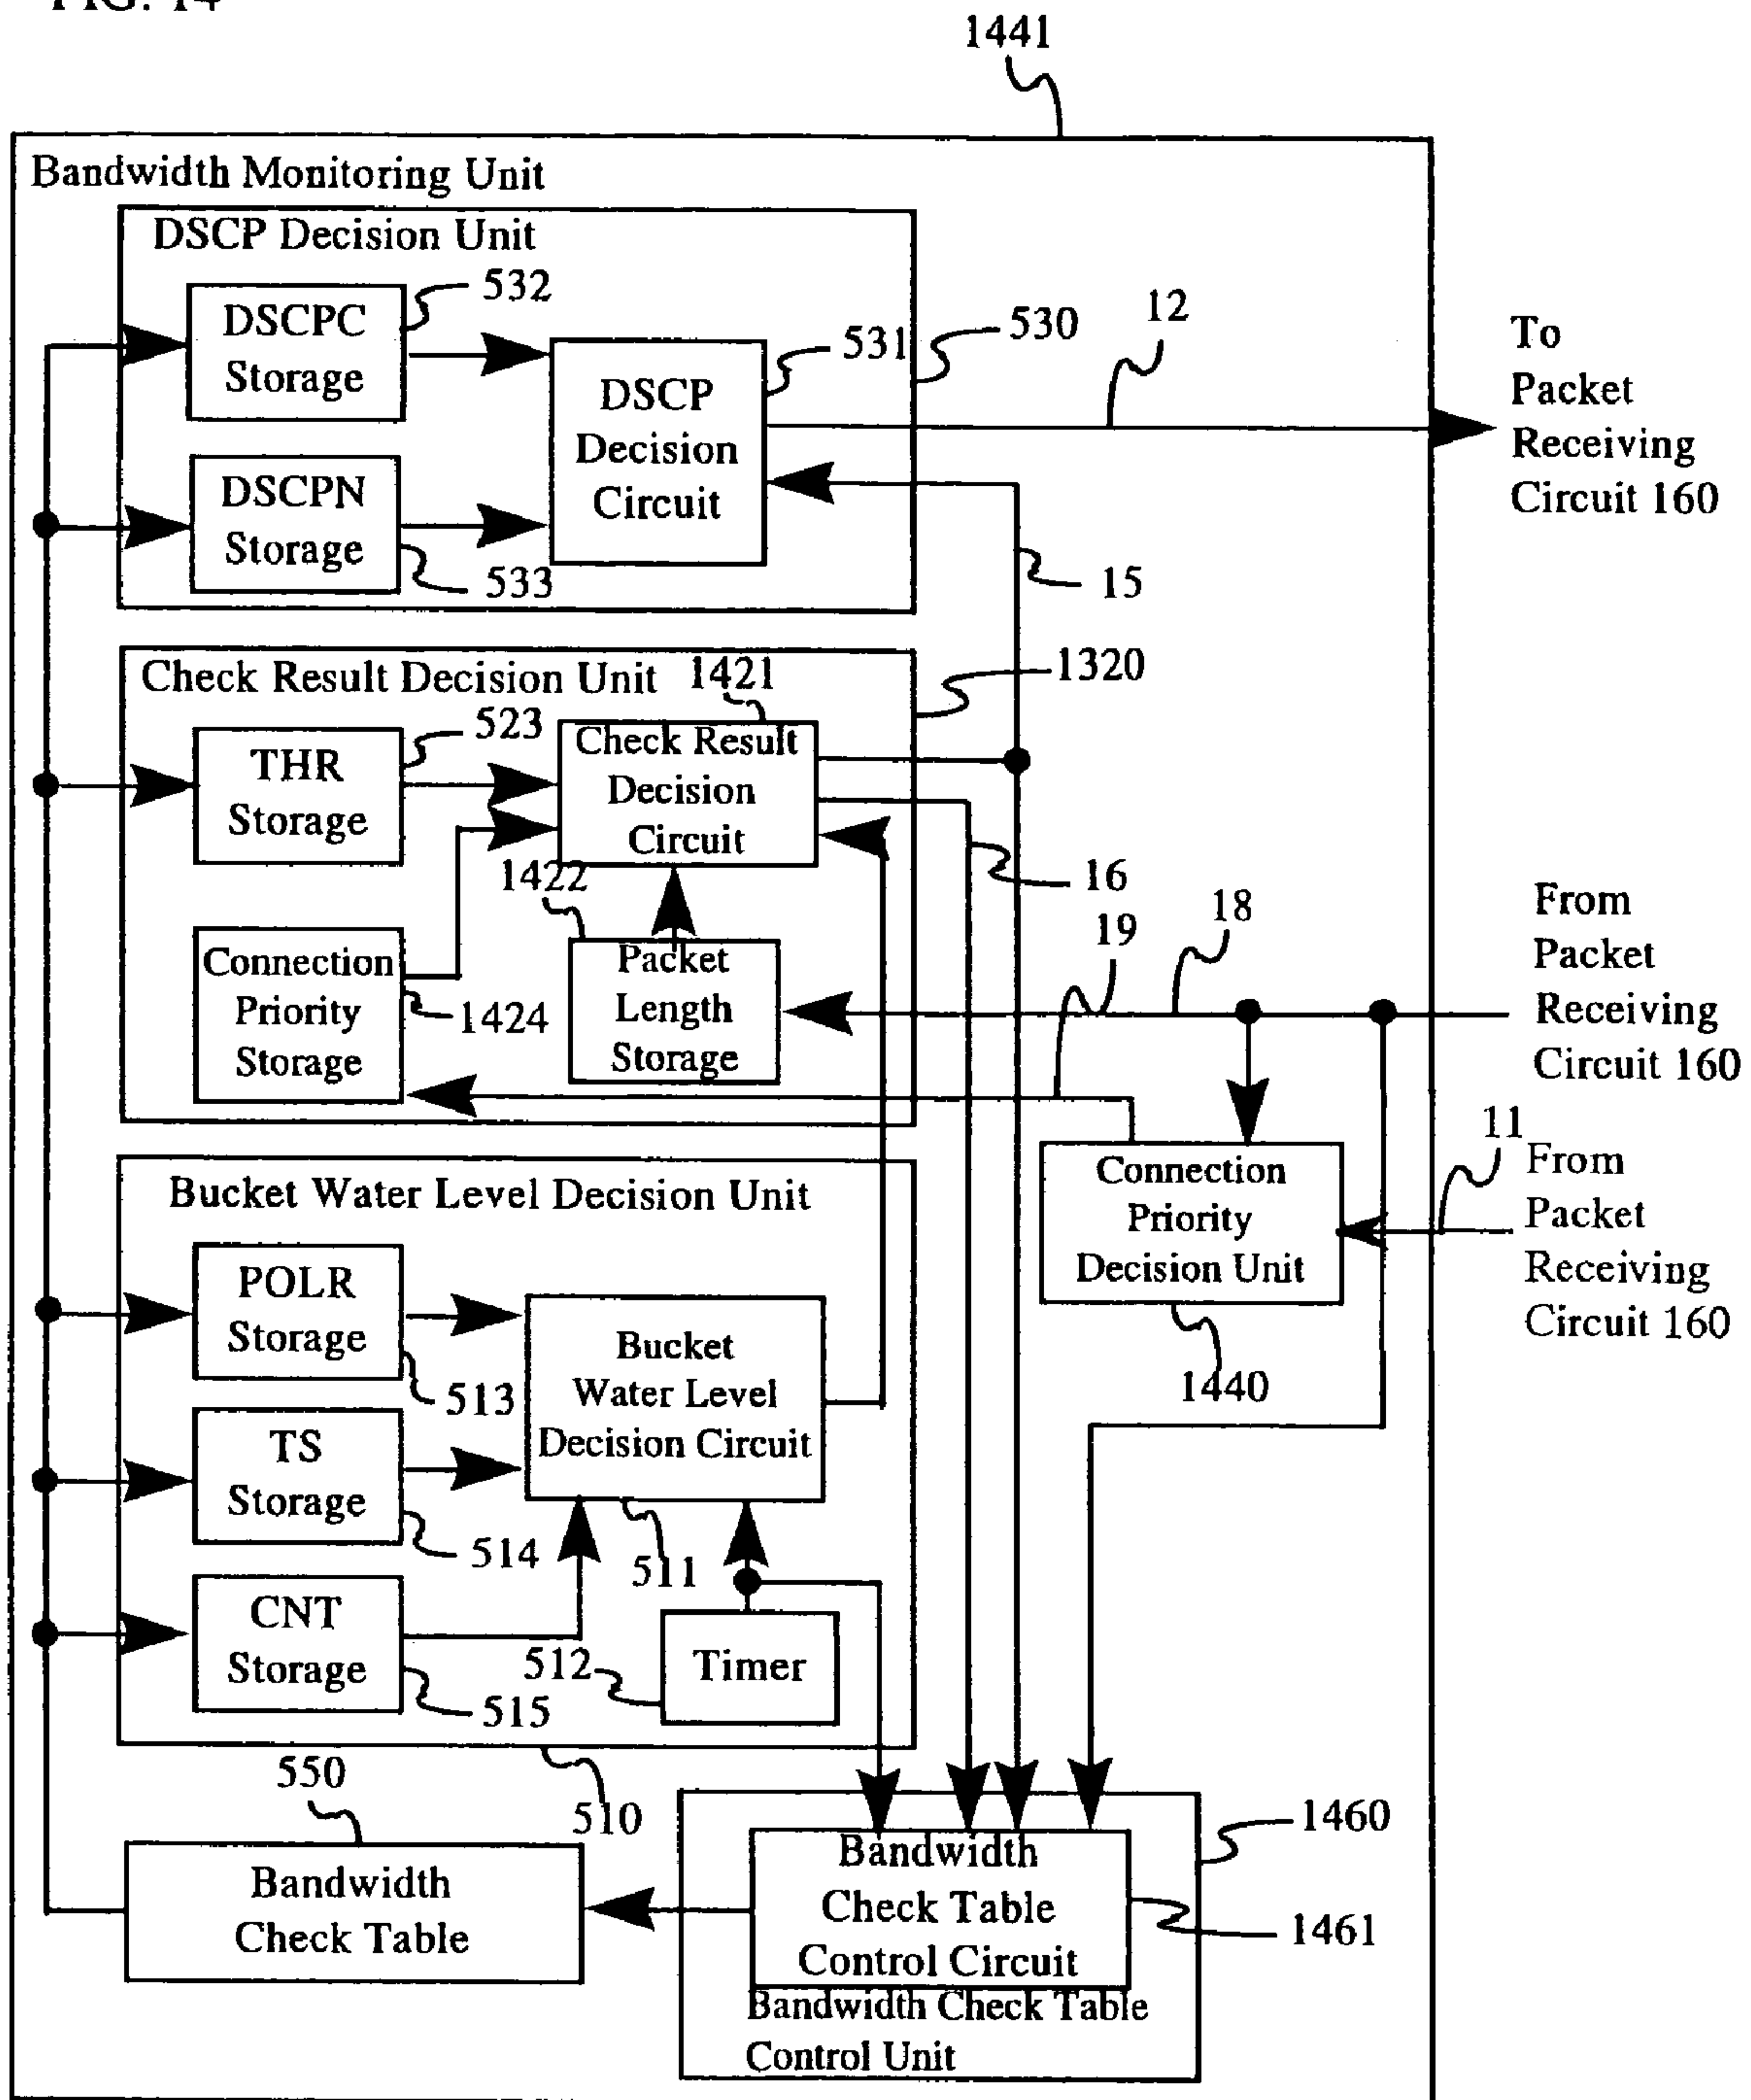 FIG. 14
1441
Bandwidth Monitoring Unit
DSCP Decision Unit
532
DSCPC
Storage
531
530
12
DSCP
Decision
Circuit
DSCPN
Storage
533
15
To
Packet
Receiving
Circuit 160
Check Result Decision Unit
1421
1320
523
THR
Storage
Check Result
Decision
Circuit
1422
16
19
18
Connection
Priority
Storage
1424
Packet
Length
Storage
From
Packet
Receiving
Circuit 160
11
From
Packet
Receiving
Circuit 160
Connection
Priority
Decision Unit
1440
Bucket Water Level Decision Unit
POLR
Storage
513
Bucket
Water Level
Decision Circuit
TS
Storage
514
511
CNT
Storage
515
512
Timer
550
510
Bandwidth
Check Table
1460
Bandwidth
Check Table
Control Circuit
1461
Bandwidth Check Table
Control Unit